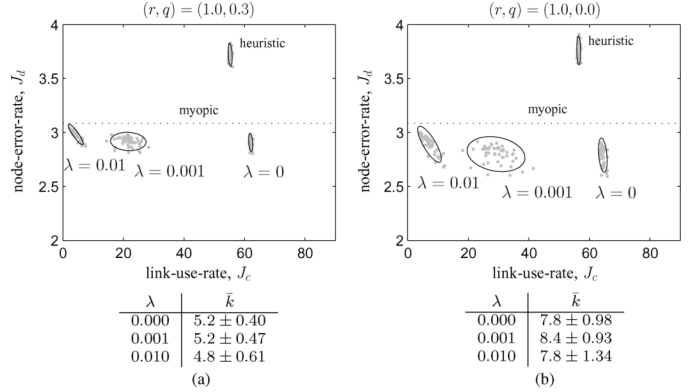 (r, q) = (1.0, 0.3)
4
3.5
3
2.5
2
node-error-rate, J_d
heuristic
myopic
λ = 0.01
λ = 0.001
λ = 0
0 20 40 60 80
link-use-rate, J_c
λ k̄
0.000 5.2 ± 0.40
0.001 5.2 ± 0.47
0.010 4.8 ± 0.61
(a)
(r, q) = (1.0, 0.0)
4
3.5
3
2.5
2
node-error-rate, J_d
heuristic
myopic
λ = 0.01
λ = 0.001
λ = 0
0 20 40 60 80
link-use-rate, J_c
λ k̄
0.000 7.8 ± 0.98
0.001 8.4 ± 0.93
0.010 7.8 ± 1.34
(b)